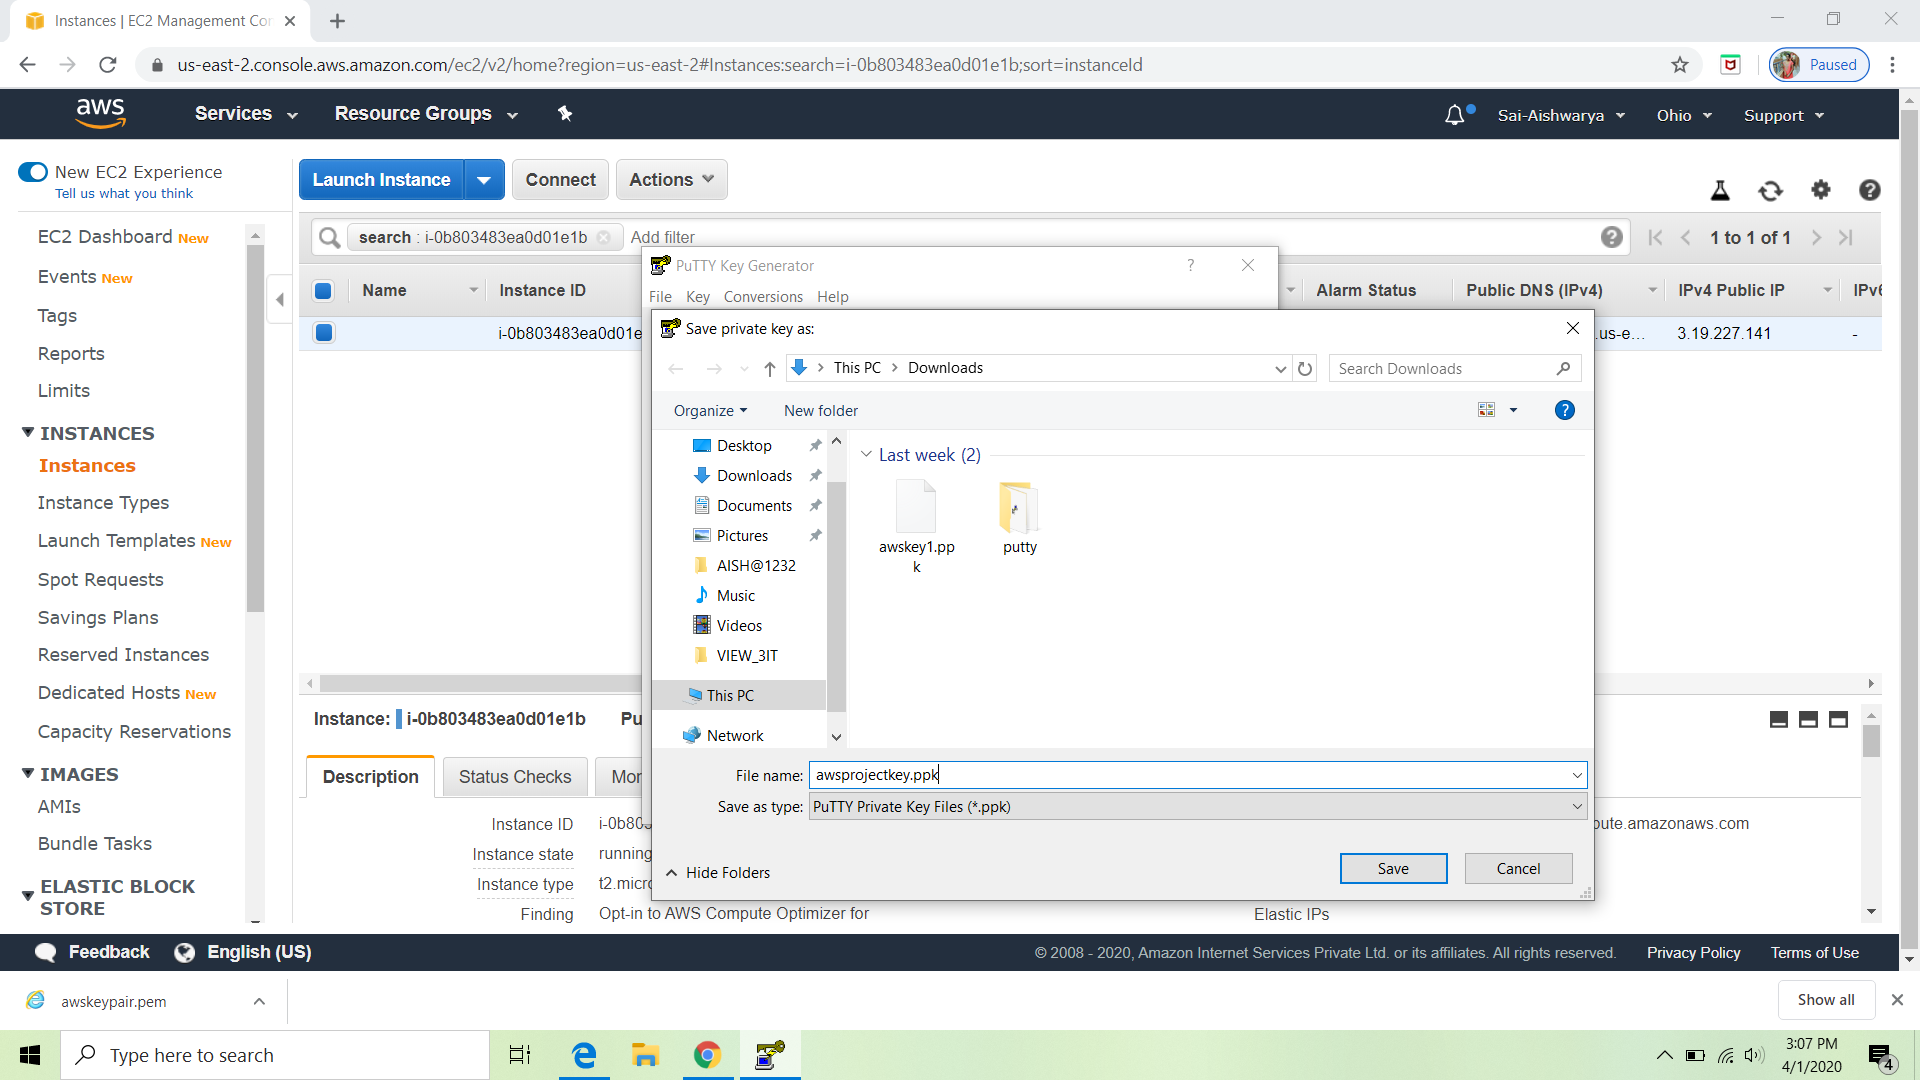 Instances | EC2 Management Con
us-east-2.console.aws.amazon.com/ec2/v2/home?region=us-east-2#Instances:search=i-0b803483ea0d01e1b;sort=instanceId
Paused
aws
Services
Resource Groups
Sai-Aishwarya
Ohio
Support
New EC2 Experience
Tell us what you think
Launch Instance
Connect
Actions
EC2 Dashboard New
Events New
Tags
Reports
Limits
INSTANCES
Instances
Instance Types
Launch Templates New
Spot Requests
Savings Plans
Reserved Instances
Dedicated Hosts New
Capacity Reservations
IMAGES
AMIs
Bundle Tasks
ELASTIC BLOCK
STORE
search : i-0b803483ea0d01e1b
Add filter
1 to 1 of 1
Name
Instance ID
Alarm Status
Public DNS (IPv4)
IPv4 Public IP
IPv6
i-0b803483ea0d01e
.us-e...
3.19.227.141
-
PuTTY Key Generator
?
File Key Conversions Help
Save private key as:
This PC > Downloads
Search Downloads
Organize
New folder
Desktop
Downloads
Documents
Pictures
AISH@1232
Music
Videos
VIEW_3IT
This PC
Network
Last week (2)
awskey1.pp
k
putty
File name: awsprojectkey.ppk
Save as type: PuTTY Private Key Files (*.ppk)
Hide Folders
Save
Cancel
Instance: i-0b803483ea0d01e1b Pu
Description
Status Checks
Mor
Instance ID i-0b803
Instance state running
Instance type t2.micro
Finding Opt-in to AWS Compute Optimizer for
pute.amazonaws.com
Elastic IPs
Feedback
English (US)
© 2008 - 2020, Amazon Internet Services Private Ltd. or its affiliates. All rights reserved.
Privacy Policy
Terms of Use
awskeypair.pem
Show all
Type here to search
3:07 PM
4/1/2020
4